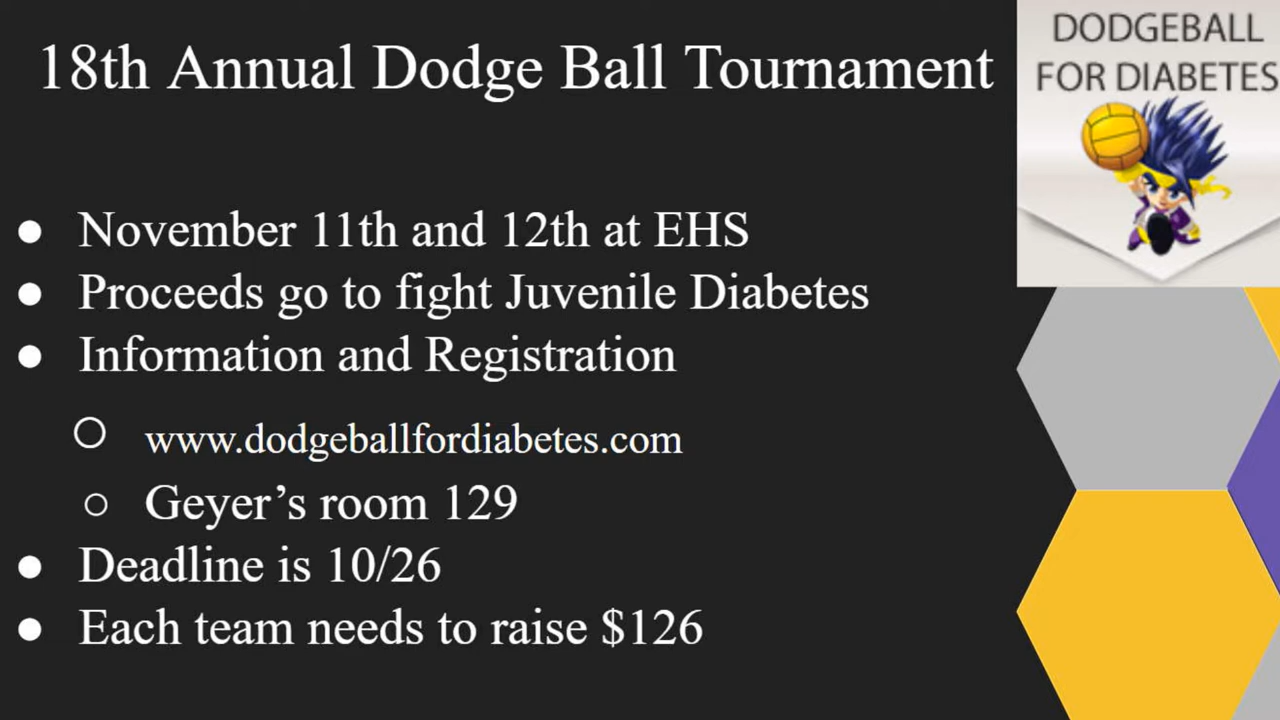 18th Annual Dodge Ball Tournament
DODGEBALL
FOR DIABETES
● November 11th and 12th at EHS
● Proceeds go to fight Juvenile Diabetes
● Information and Registration
○ www.dodgeballfordiabetes.com
○ Geyer’s room 129
● Deadline is 10/26
● Each team needs to raise $126